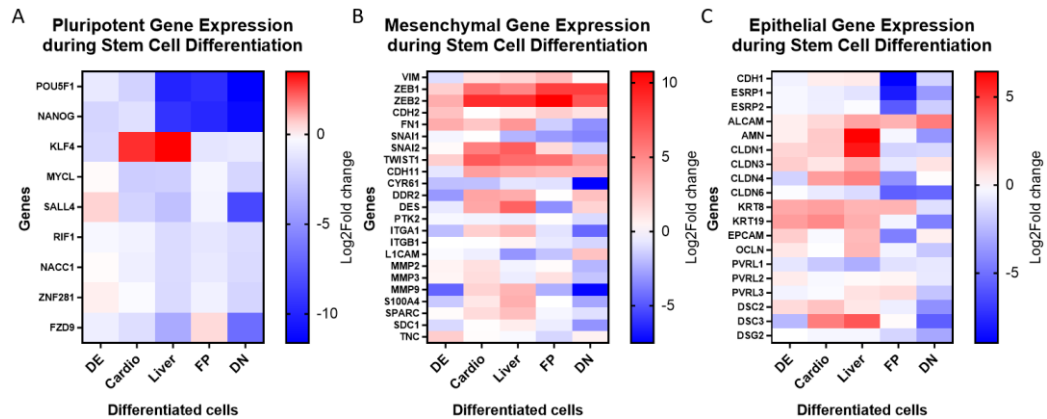 A
Pluripotent Gene Expression
during Stem Cell Differentiation
POU5F1
NANOG
KLF4
MYCL
SALL4
RIF1
NACC1
ZNF281
FZD9
Genes
DE
Cardio
Liver
FP
DN
Differentiated cells
0
-5
-10
Log2Fold change
B
Mesenchymal Gene Expression
during Stem Cell Differentiation
VIM
ZEB1
ZEB2
CDH2
FN1
SNAI1
SNAI2
TWIST1
CDH11
CYR61
DDR2
DES
PTK2
ITGA1
ITGB1
L1CAM
MMP2
MMP3
MMP9
S100A4
SPARC
SDC1
TNC
Genes
DE
Cardio
Liver
FP
DN
Differentiated cells
10
5
0
-5
Log2Fold change
C
Epithelial Gene Expression
during Stem Cell Differentiation
CDH1
ESRP1
ESRP2
ALCAM
AMN
CLDN1
CLDN3
CLDN4
CLDN6
KRT8
KRT19
EPCAM
OCLN
PVRL1
PVRL2
PVRL3
DSC2
DSC3
DSG2
Genes
DE
Cardio
Liver
FP
DN
Differentiated cells
5
0
-5
Log2Fold change